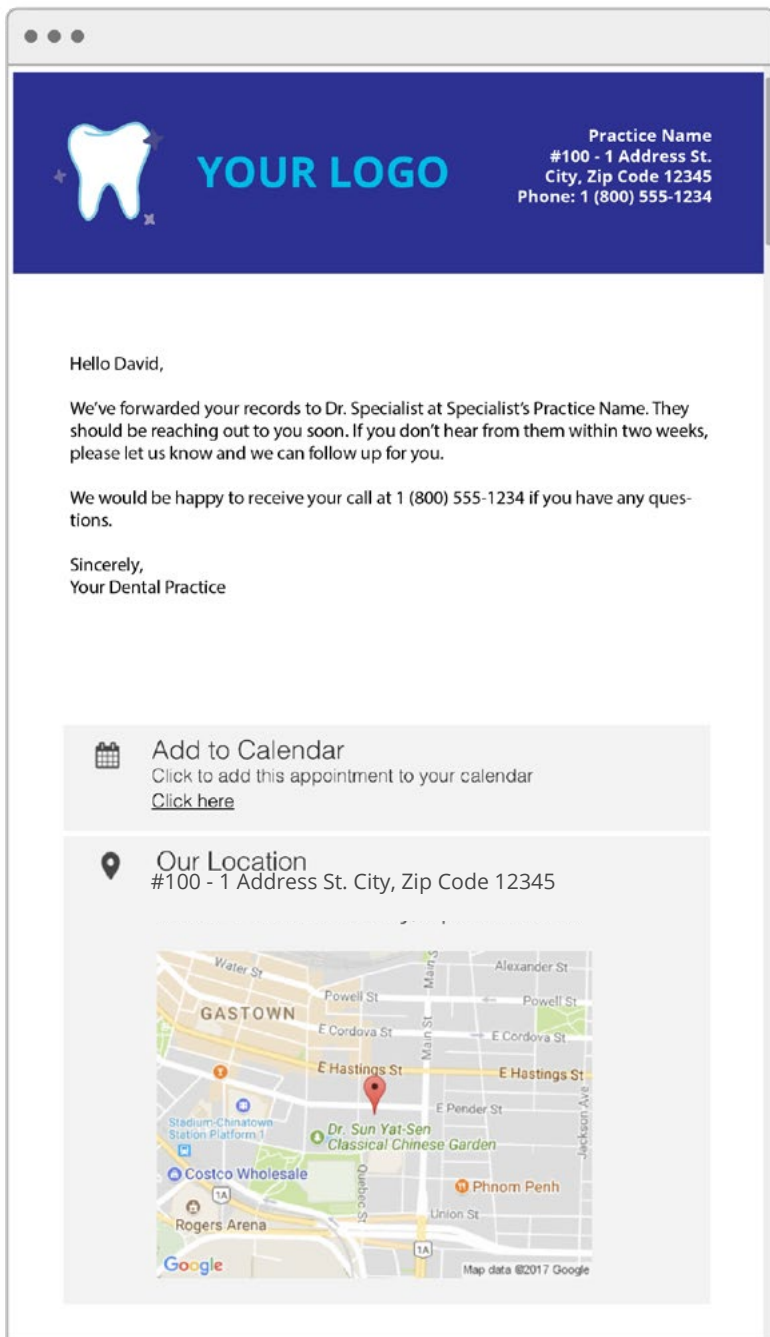 YOUR LOGO
Practice Name
#100 - 1 Address St.
City, Zip Code 12345
Phone: 1 (800) 555-1234
Hello David,
We've forwarded your records to Dr. Specialist at Specialist's Practice Name. They
should be reaching out to you soon. If you don't hear from them within two weeks,
please let us know and we can follow up for you.
We would be happy to receive your call at 1 (800) 555-1234 if you have any ques-
tions.
Sincerely,
Your Dental Practice
Add to Calendar
Click to add this appointment to your calendar
Click here
Our Location
#100 - 1 Address St. City, Zip Code 12345
Water St
Main St
Alexander St
Powell St
Powell St
GASTOWN
E Cordova St
Main St
E Cordova St
E Hastings St
E Hastings St
E Pender St
Jackson Ave
Stadium-Chinatown
Station Platform 1
Dr. Sun Yat-Sen
Classical Chinese Garden
Costco Wholesale
Quebec St
Phnom Penh
1A
Rogers Arena
Union St
1A
Google
Map data ©2017 Google